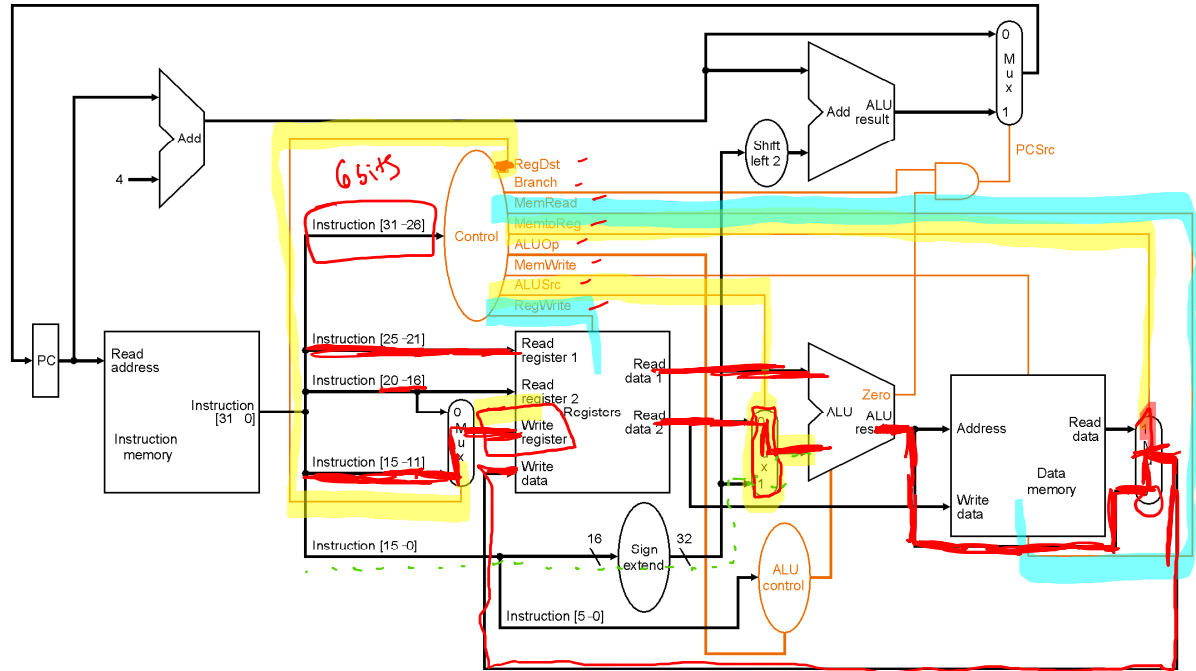 0
M
u
x
1
Add
ALU
result
Add
4
Shift
left 2
PCSrc
6 bits
RegDst
Branch
MemRead
MemtoReg
ALUOp
MemWrite
ALUSrc
RegWrite
Instruction [31–26]
Control
PC
Read
address
Instruction
[31 0]
Instruction
memory
Instruction [25–21]
Instruction [20–16]
Instruction [15–11]
Instruction [15–0]
0
M
u
x
Read
register 1
Read
register 2
Registers
Write
register
Write
data
Read
data 1
Read
data 2
x
1
Zero
ALU
ALU
Address
Read
data
Data
memory
Write
data
1
M
16
Sign
extend
32
ALU
control
Instruction [5–0]